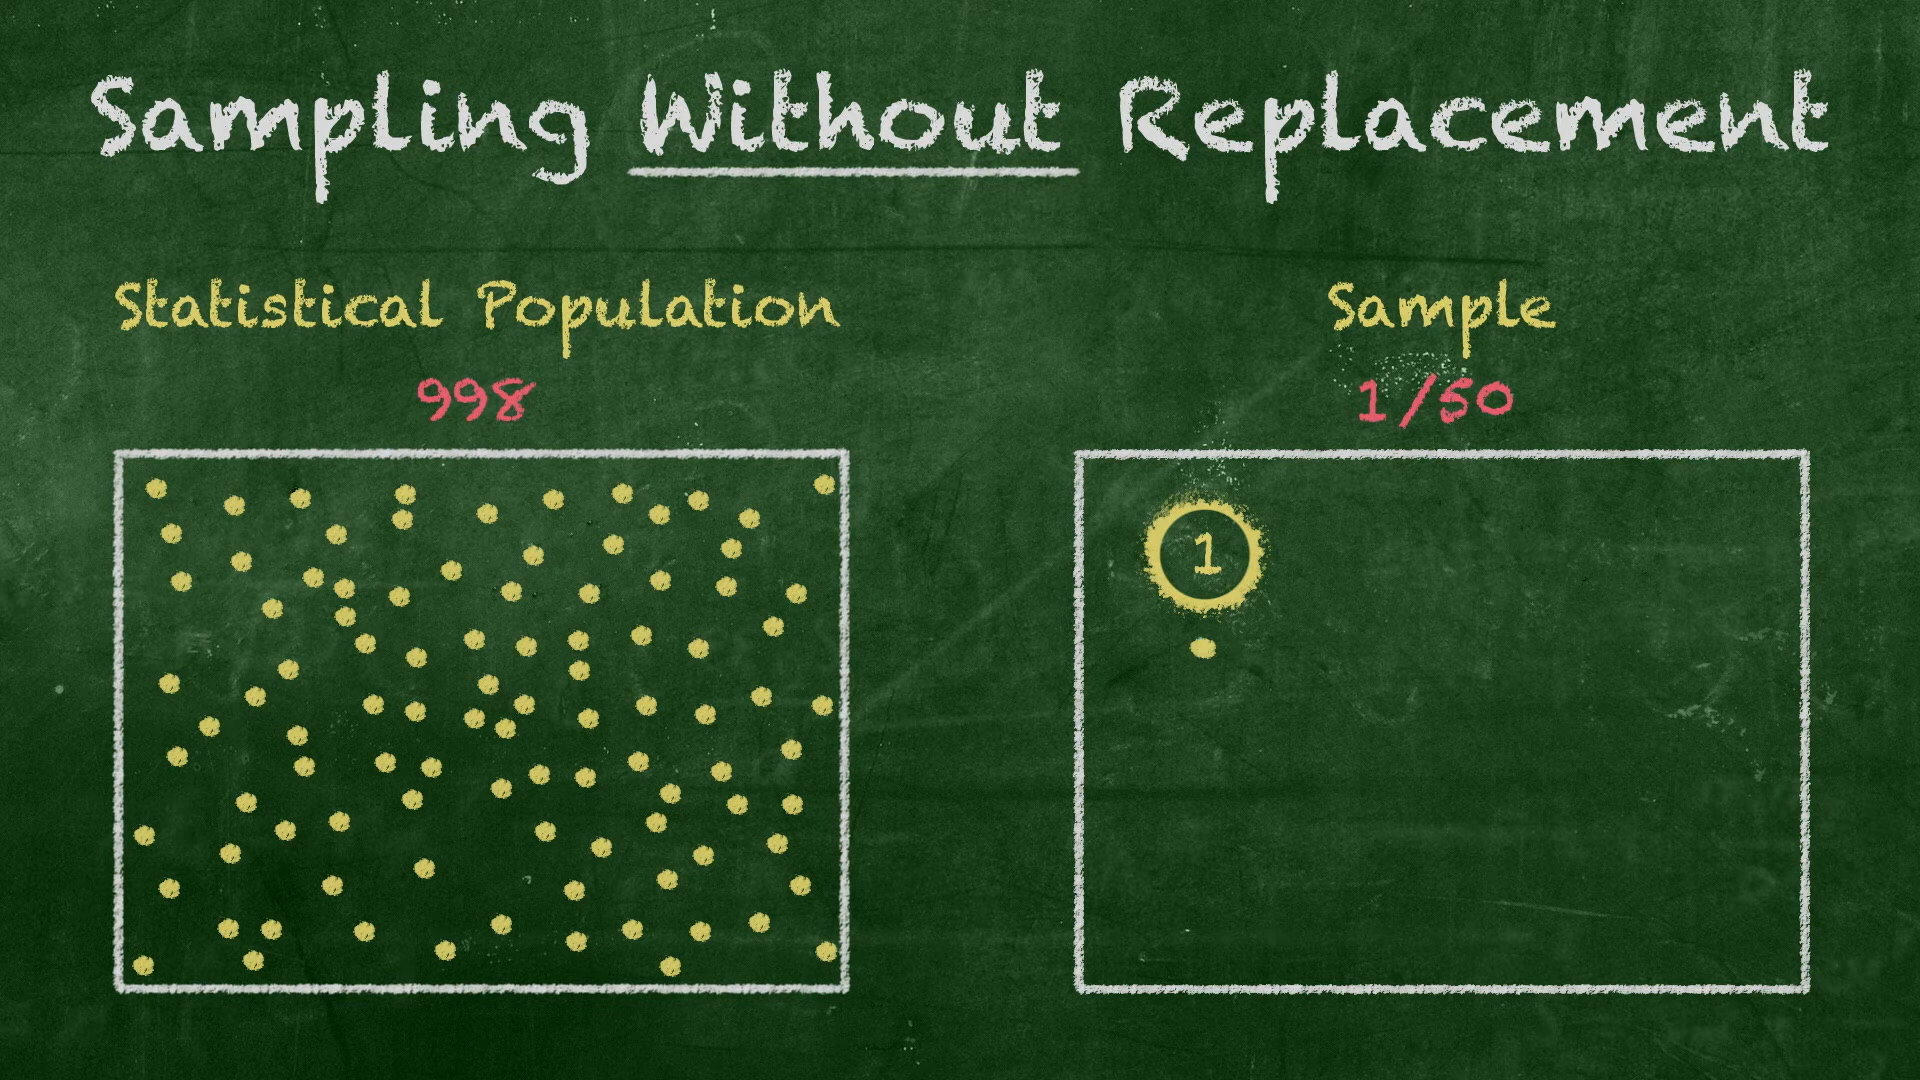 Sampling Without Replacement
Statistical Population
Sample
998
1/50
1